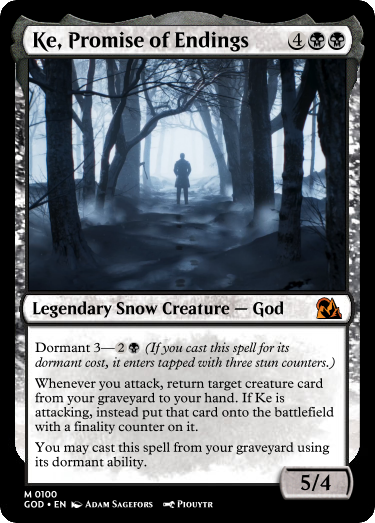 Ke, Promise of Endings 4
Legendary Snow Creature — God
Dormant 3— 2 (If you cast this spell for its
dormant cost, it enters tapped with three stun counters.)
Whenever you attack, return target creature card
from your graveyard to your hand. If Ke is
attacking, instead put that card onto the battlefield
with a finality counter on it.
You may cast this spell from your graveyard using
its dormant ability.
5/4
M 0100
GOD • EN Adam Sagefors Piouytr